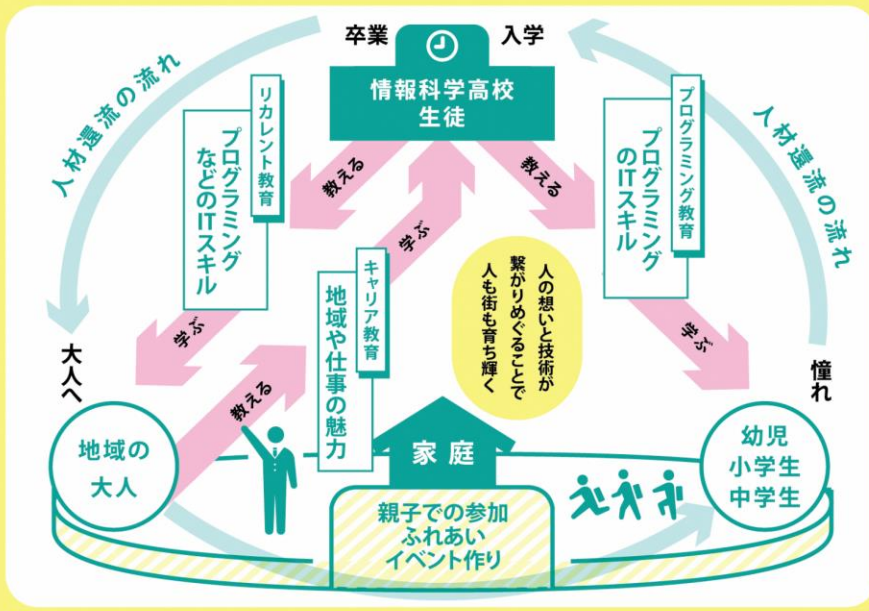 卒業
入学
情報科学高校
生徒
人材還流の流れ
人材還流の流れ
リカレント教育
プログラミング
などのITスキル
教える
学ぶ
教える
学ぶ
プログラミング教育
プログラミング
のITスキル
教える
学ぶ
キャリア教育
地域や仕事の魅力
人の想いと技術が
繋がりめぐることで
人も街も育ち輝く
大人へ
憧れ
地域の
大人
家庭
幼児
小学生
中学生
親子での参加
ふれあい
イベント作り